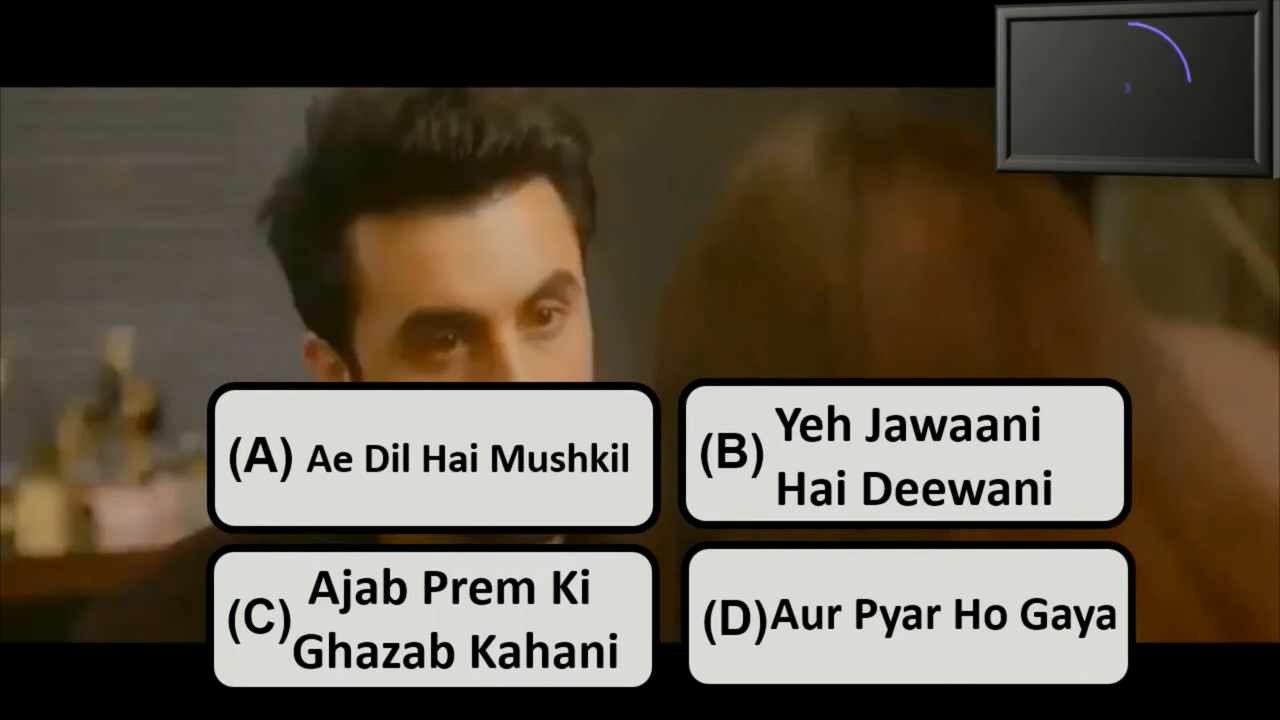 (A) Ae Dil Hai Mushkil
(B) Yeh Jawaani
Hai Deewani
(C) Ajab Prem Ki
Ghazab Kahani
(D) Aur Pyar Ho Gaya